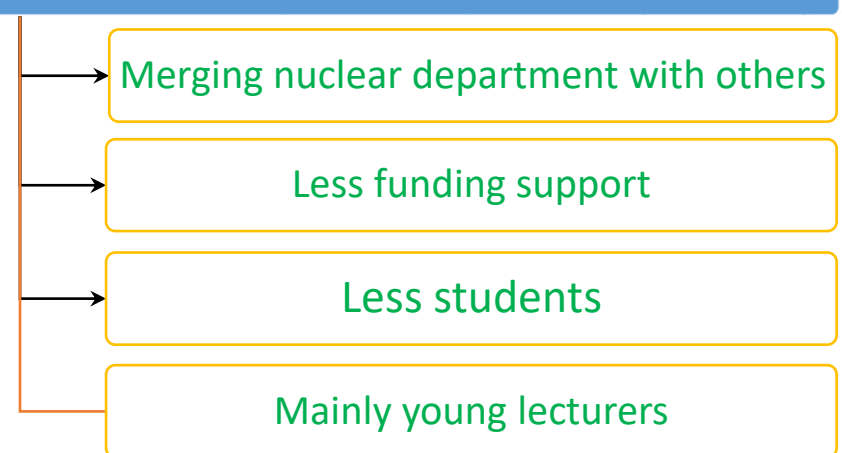 Merging nuclear department with others
Less funding support
Less students
Mainly young lecturers